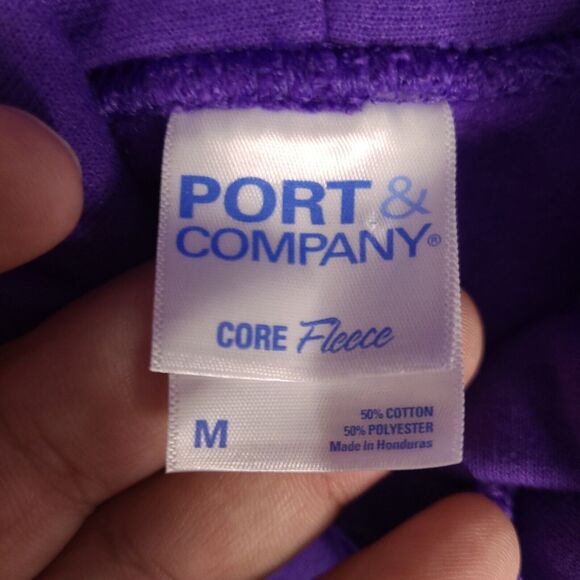 PORT &
COMPANY®
CORE Fleece
M
50% COTTON
50% POLYESTER
Made in Honduras